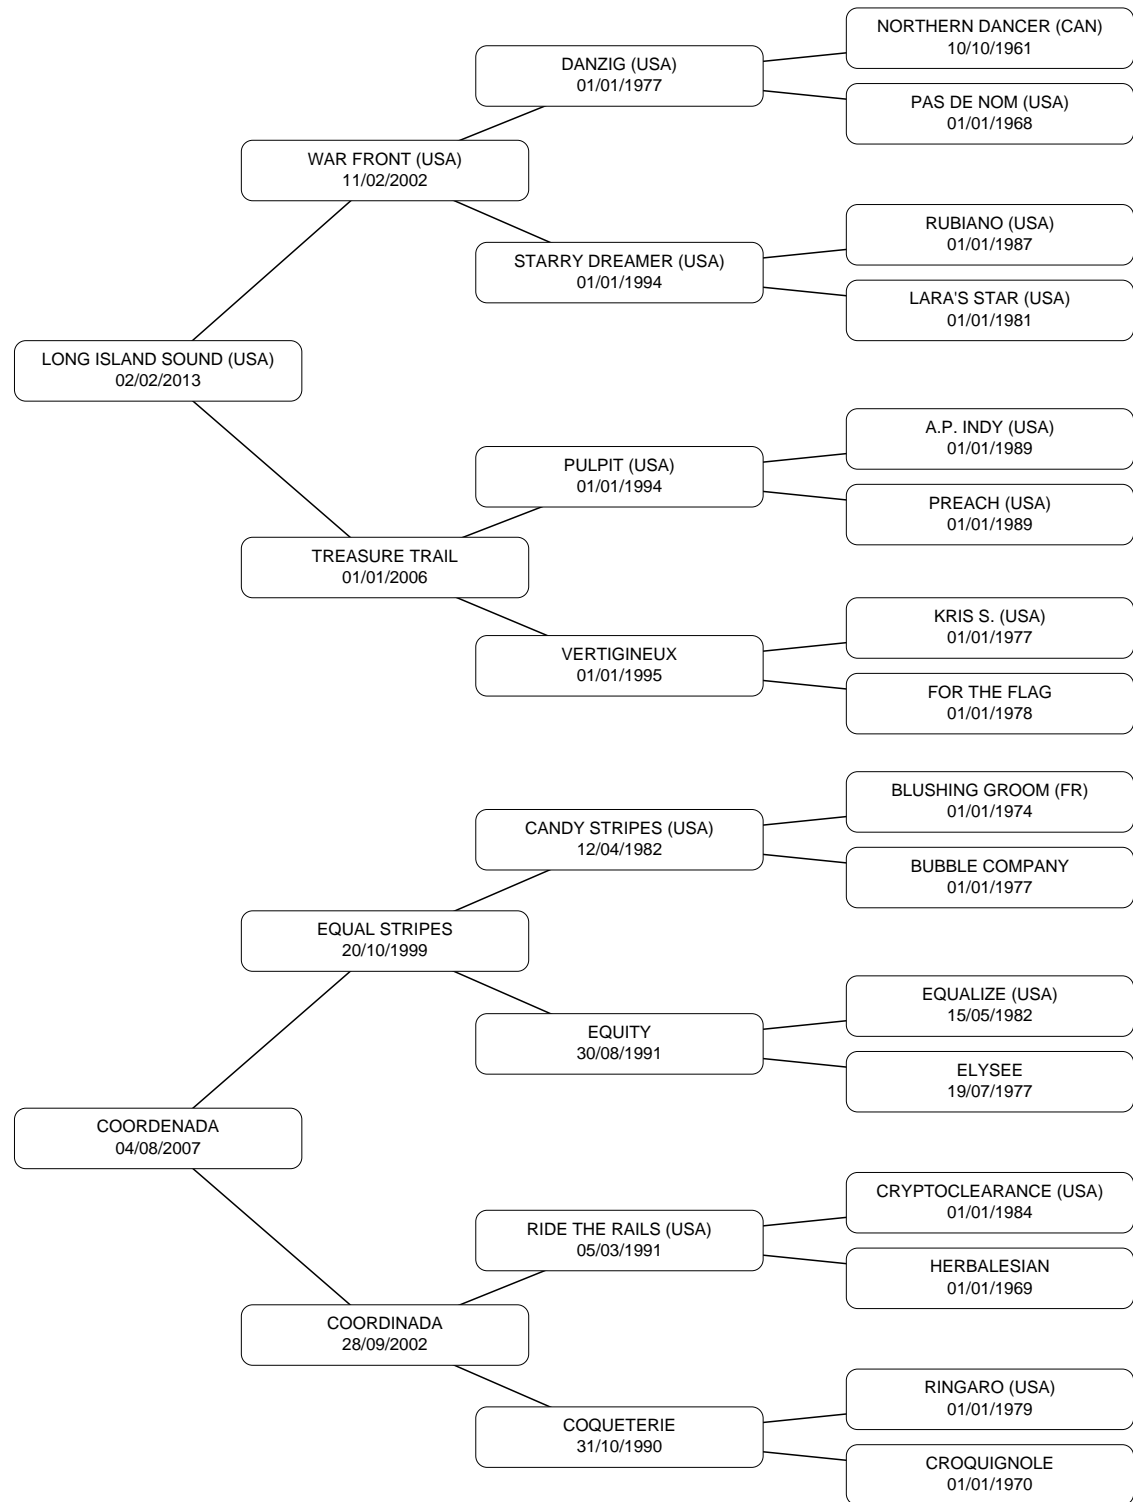 NORTHERN DANCER (CAN)
10/10/1961
DANZIG (USA)
01/01/1977
PAS DE NOM (USA)
01/01/1968
WAR FRONT (USA)
11/02/2002
RUBIANO (USA)
01/01/1987
STARRY DREAMER (USA)
01/01/1994
LARA'S STAR (USA)
01/01/1981
LONG ISLAND SOUND (USA)
02/02/2013
A.P. INDY (USA)
01/01/1989
PULPIT (USA)
01/01/1994
PREACH (USA)
01/01/1989
TREASURE TRAIL
01/01/2006
KRIS S. (USA)
01/01/1977
VERTIGINEUX
01/01/1995
FOR THE FLAG
01/01/1978
BLUSHING GROOM (FR)
01/01/1974
CANDY STRIPES (USA)
12/04/1982
BUBBLE COMPANY
01/01/1977
EQUAL STRIPES
20/10/1999
EQUALIZE (USA)
15/05/1982
EQUITY
30/08/1991
ELYSEE
19/07/1977
COORDENADA
04/08/2007
CRYPTOCLEARANCE (USA)
01/01/1984
RIDE THE RAILS (USA)
05/03/1991
HERBALESIAN
01/01/1969
COORDINADA
28/09/2002
RINGARO (USA)
01/01/1979
COQUETERIE
31/10/1990
CROQUIGNOLE
01/01/1970